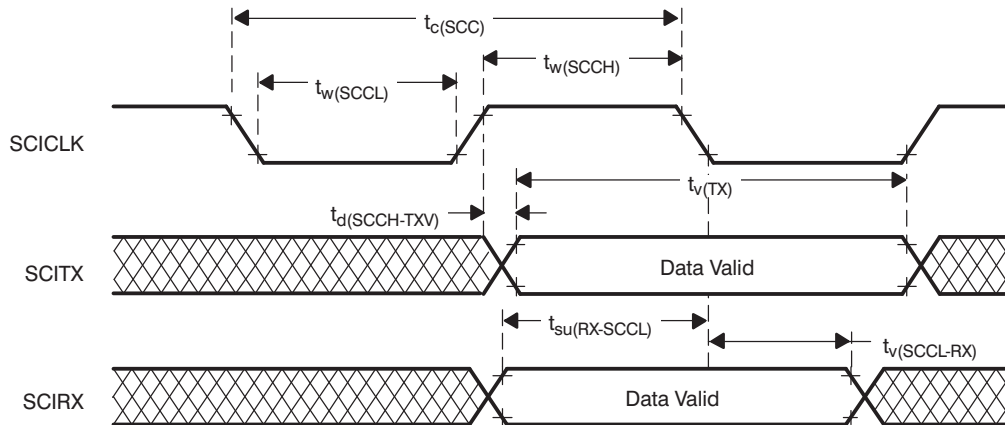 tc(SCC)
tw(SCCH)
tw(SCCL)
SCICLK
tv(TX)
td(SCCH-TXV)
SCITX
Data Valid
tsu(RX-SCCL)
tv(SCCL-RX)
SCIRX
Data Valid